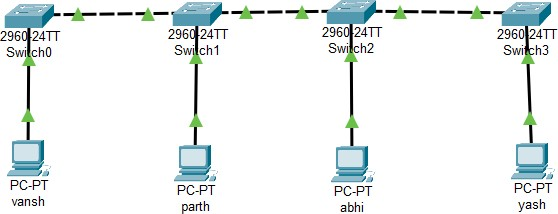 2960-24TT
Switch0
2960-24TT
Switch1
2960-24TT
Switch2
2960-24TT
Switch3
PC-PT
vansh
PC-PT
parth
PC-PT
abhi
PC-PT
yash